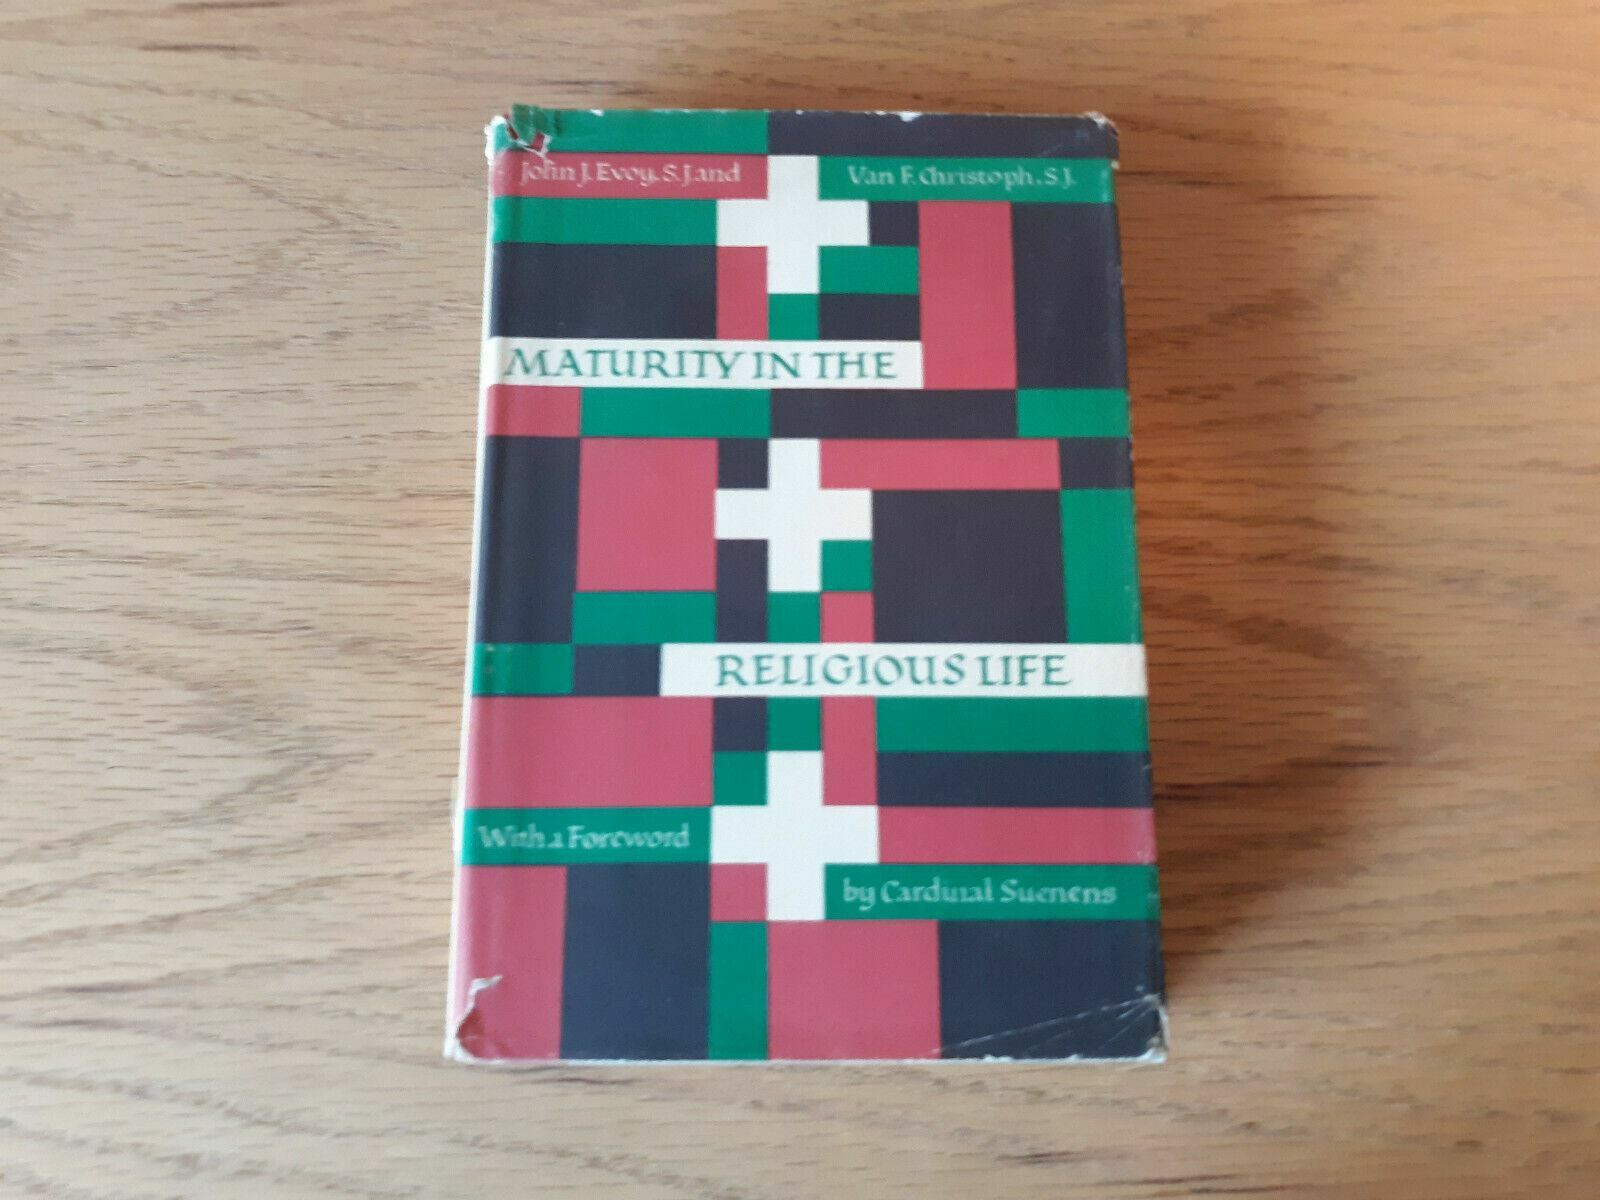 John J. Evoy, S.J. and
Van F. Christoph, S.J.
MATURITY IN THE
RELIGIOUS LIFE
With a Foreword
by Cardinal Suenens